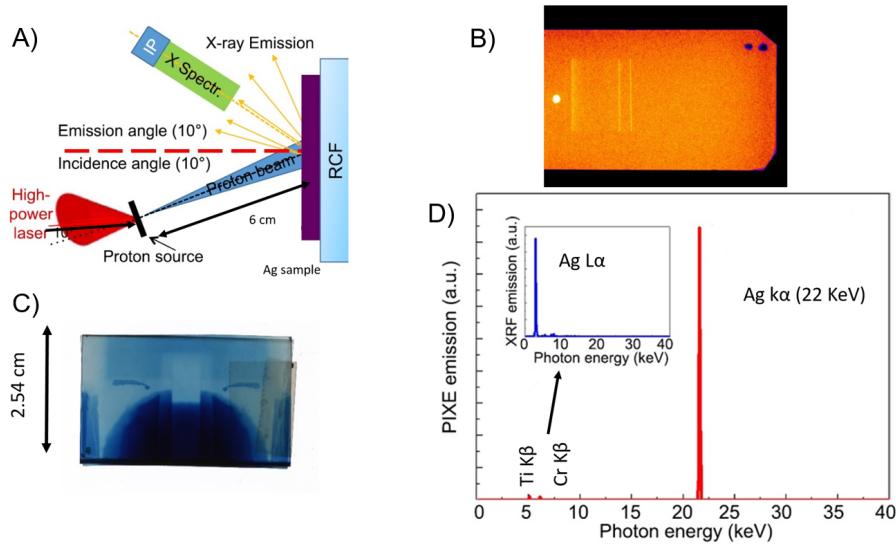 A)
IP
X Spectr.
X-ray Emission
Emission angle (10°)
Incidence angle (10°)
Proton-beam
RCF
High-
power
laser
6 cm
Proton source
Ag sample
B)
C)
2.54 cm
D)
PIXE emission (a.u.)
XRF emission (a.u.)
Ag Lα
0 10 20 30 40
Photon energy (keV)
Ag kα (22 KeV)
Ti Kβ
Cr Kβ
0 5 10 15 20 25 30 35 40
Photon energy (keV)